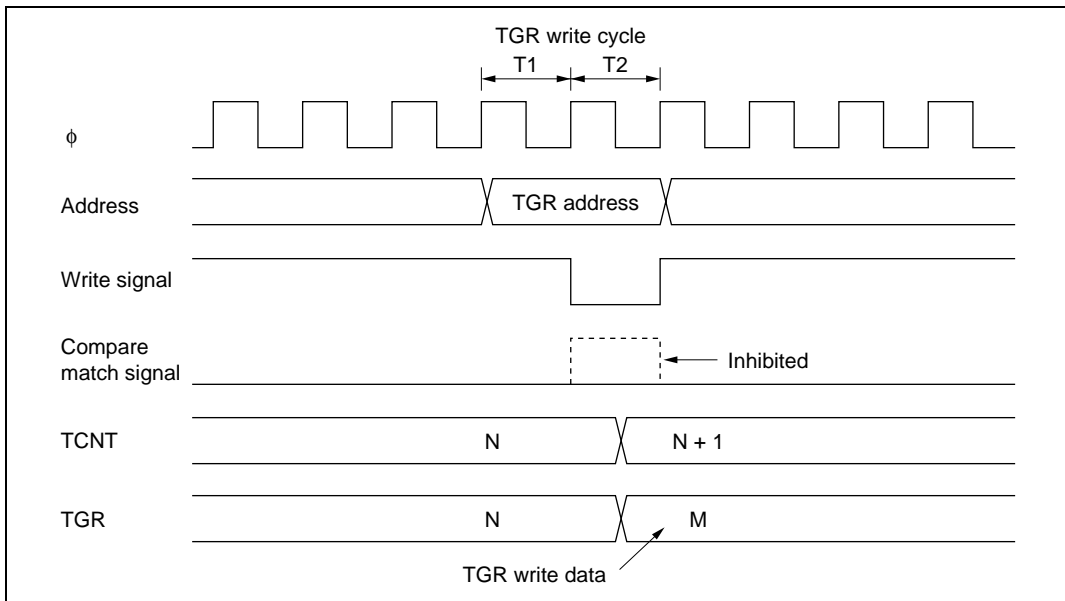 TGR write cycle
T1 T2
ϕ
Address
TGR address
Write signal
Compare
match signal
Inhibited
TCNT
N
N + 1
TGR
N
M
TGR write data